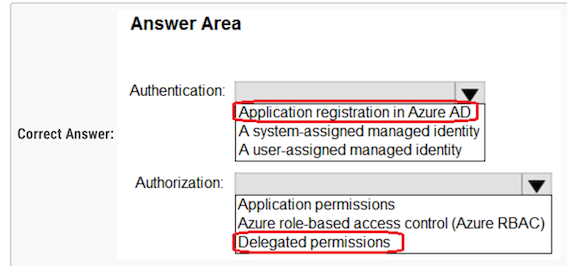 Answer Area
Authentication:
Application registration in Azure AD
A system-assigned managed identity
A user-assigned managed identity
Correct Answer:
Authorization:
Application permissions
Azure role-based access control (Azure RBAC)
Delegated permissions